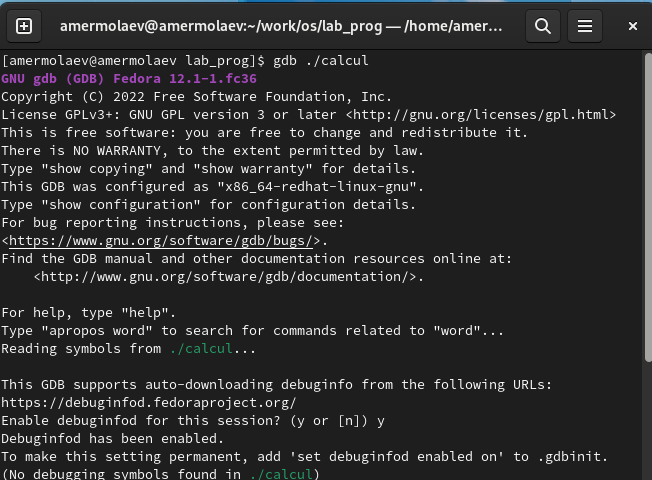 amermolaev@amermolaev:~/work/os/lab_prog — /home/amer...
[amermolaev@amermolaev lab_prog]$ gdb ./calcul
GNU gdb (GDB) Fedora 12.1-1.fc36
Copyright (C) 2022 Free Software Foundation, Inc.
License GPLv3+: GNU GPL version 3 or later <http://gnu.org/licenses/gpl.html>
This is free software: you are free to change and redistribute it.
There is NO WARRANTY, to the extent permitted by law.
Type "show copying" and "show warranty" for details.
This GDB was configured as "x86_64-redhat-linux-gnu".
Type "show configuration" for configuration details.
For bug reporting instructions, please see:
<https://www.gnu.org/software/gdb/bugs/>.
Find the GDB manual and other documentation resources online at:
    <http://www.gnu.org/software/gdb/documentation/>.
For help, type "help".
Type "apropos word" to search for commands related to "word"...
Reading symbols from ./calcul...
This GDB supports auto-downloading debuginfo from the following URLs:
https://debuginfod.fedoraproject.org/
Enable debuginfod for this session? (y or [n]) y
Debuginfod has been enabled.
To make this setting permanent, add 'set debuginfod enabled on' to .gdbinit.
(No debugging symbols found in ./calcul)